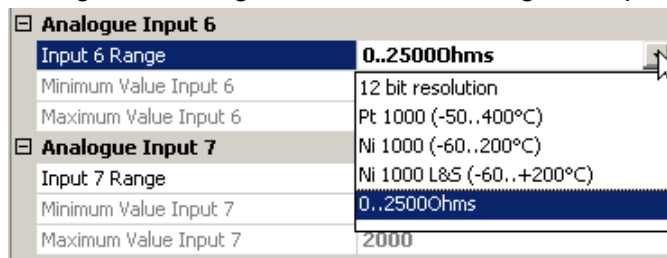 Analogue Input 6
Input 6 Range 0..2500Ohms
Minimum Value Input 6 12 bit resolution
Maximum Value Input 6 Pt 1000 (-50..400°C)
Analogue Input 7 Ni 1000 (-60..200°C)
Input 7 Range Ni 1000 L&S (-60..+200°C)
Minimum Value Input 7 0..2500Ohms
Maximum Value Input 7 2000